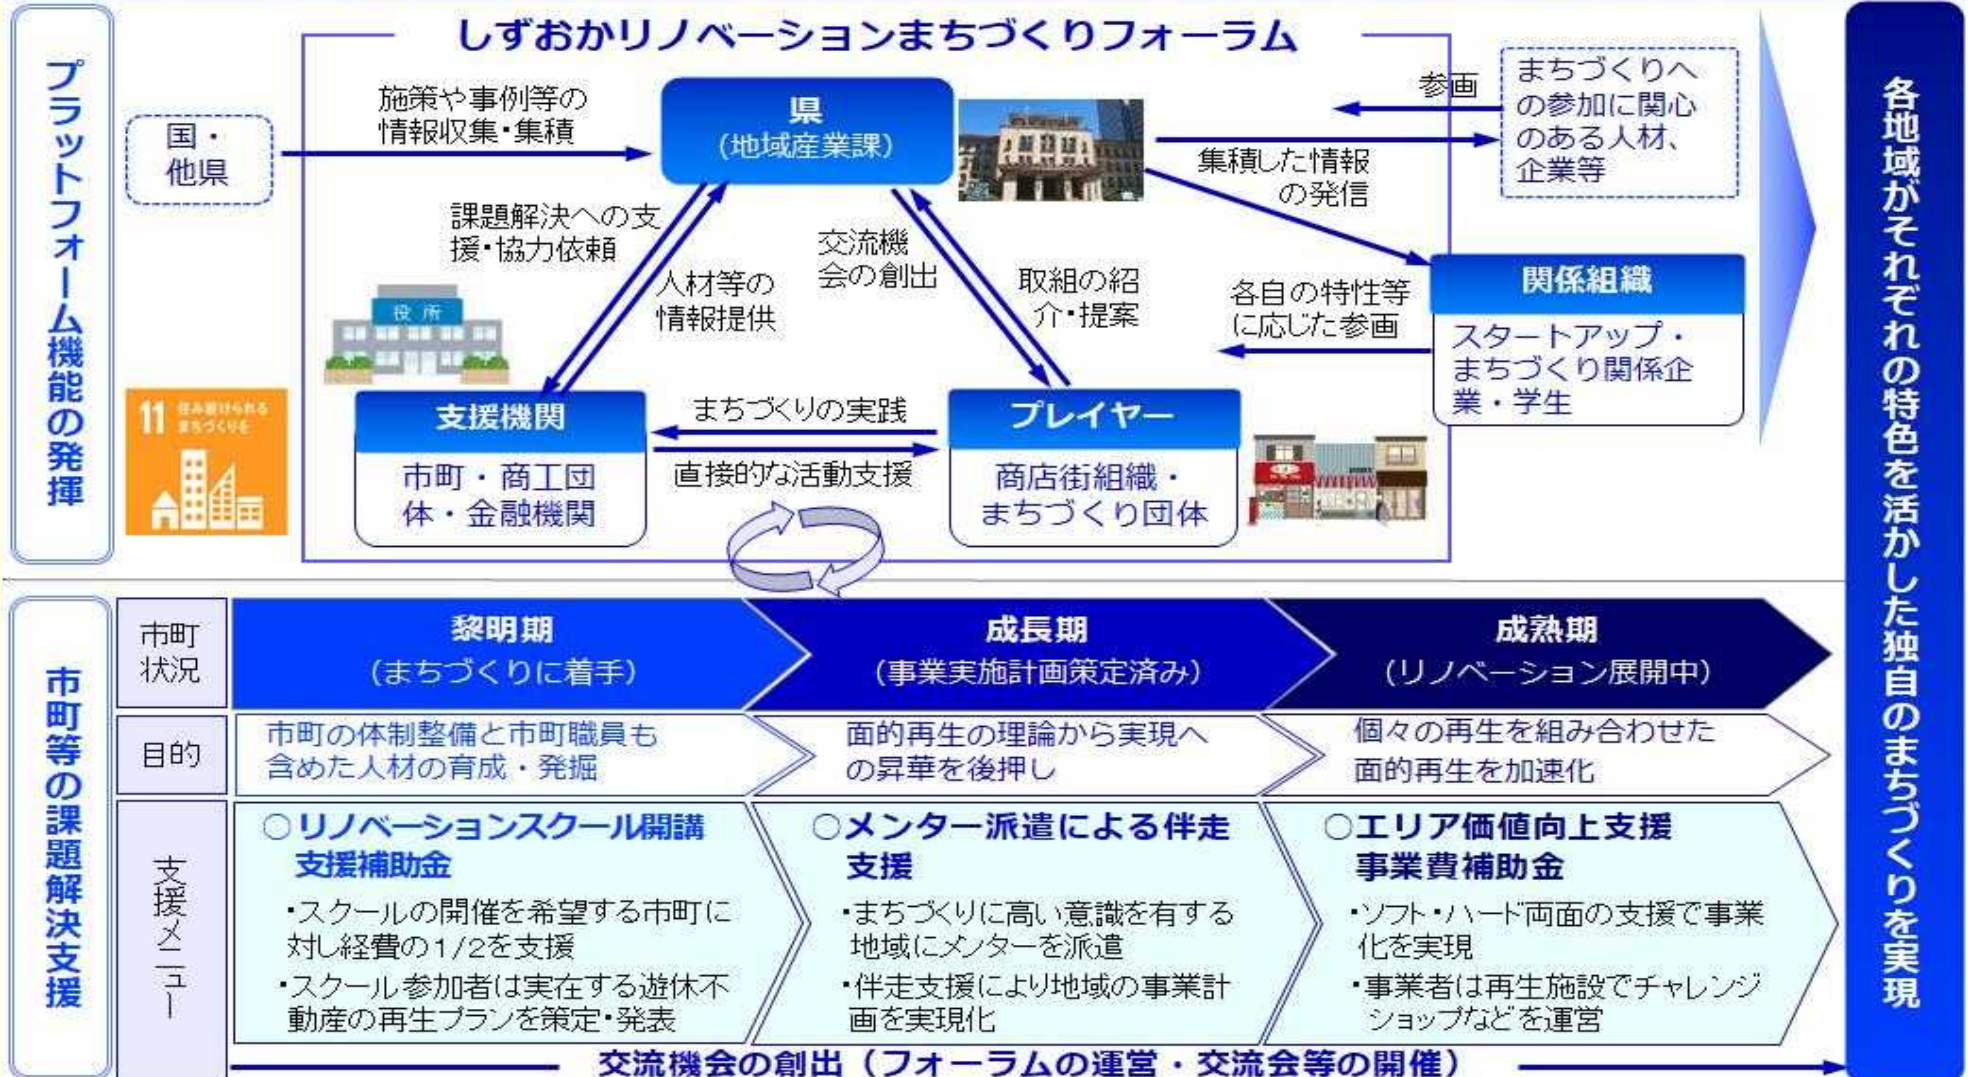 しずおかリノベーションまちづくりフォーラム
プラットフォーム機能の発揮
国・
他県
施策や事例等の
情報収集・集積
県
（地域産業課）
参画
まちづくりへ
の参加に関心
のある人材、
企業等
集積した情報
の発信
課題解決への支
援・協力依頼
人材等の
情報提供
交流機
会の創出
取組の紹
介・提案
各自の特性等
に応じた参画
関係組織
スタートアップ・
まちづくり関係企
業・学生
役所
11 住み続けられる
まちづくりを
支援機関
市町・商工団
体・金融機関
まちづくりの実践
直接的な活動支援
プレイヤー
商店街組織・
まちづくり団体
各地域がそれぞれの特色を活かした独自のまちづくりを実現
市町等の課題解決支援
市町
状況
黎明期
（まちづくりに着手）
成長期
（事業実施計画策定済み）
成熟期
（リノベーション展開中）
目的
市町の体制整備と市町職員も
含めた人材の育成・発掘
面的再生の理論から実現へ
の昇華を後押し
個々の再生を組み合わせた
面的再生を加速化
支援メニュー
○リノベーションスクール開講
支援補助金
・スクールの開催を希望する市町に
対し経費の1/2を支援
・スクール参加者は実在する遊休不
動産の再生プランを策定・発表
○メンター派遣による伴走
支援
・まちづくりに高い意識を有する
地域にメンターを派遣
・伴走支援により地域の事業計
画を実現化
○エリア価値向上支援
事業費補助金
・ソフト・ハード両面の支援で事業
化を実現
・事業者は再生施設でチャレンジ
ショップなどを運営
交流機会の創出（フォーラムの運営・交流会等の開催）